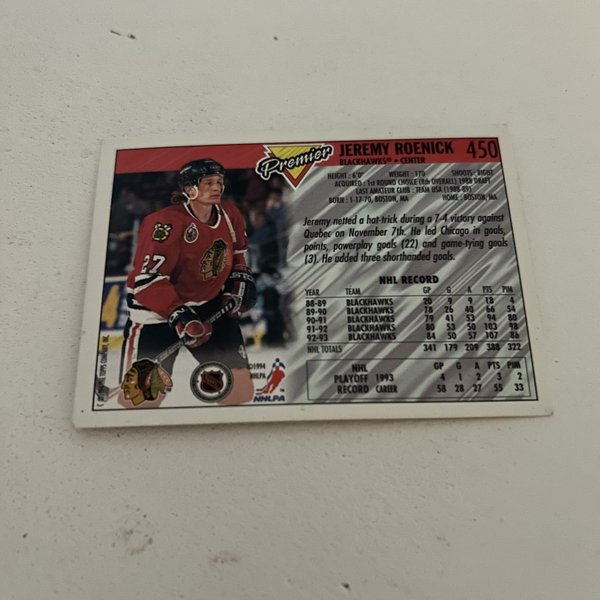 Premier
JEREMY ROENICK 450
BLACKHAWKS® • CENTER
HEIGHT : 6'0" WEIGHT : 170 SHOOTS : RIGHT
ACQUIRED : 1st ROUND CHOICE (8th OVERALL) 1988 DRAFT
LAST AMATEUR CLUB : TEAM USA (1988-89)
BORN : 1-17-70, BOSTON, MA HOME : BOSTON, MA
Jeremy netted a hat-trick during a 7-4 victory against
Quebec on November 7th. He led Chicago in goals,
points, powerplay goals (22) and game-tying goals
(3). He added three shorthanded goals.
NHL RECORD
YEAR TEAM GP G A PTS PIM
88-89 BLACKHAWKS 20 9 9 18 4
89-90 BLACKHAWKS 78 26 40 66 54
90-91 BLACKHAWKS 79 41 53 94 80
91-92 BLACKHAWKS 80 53 50 103 98
92-93 BLACKHAWKS 84 50 57 107 86
NHL TOTALS 341 179 209 388 322
NHL GP G A PTS PIM
PLAYOFF 1993 4 1 2 3 2
RECORD CAREER 58 28 27 55 33
27
©1994
NHLPA
NHLPA